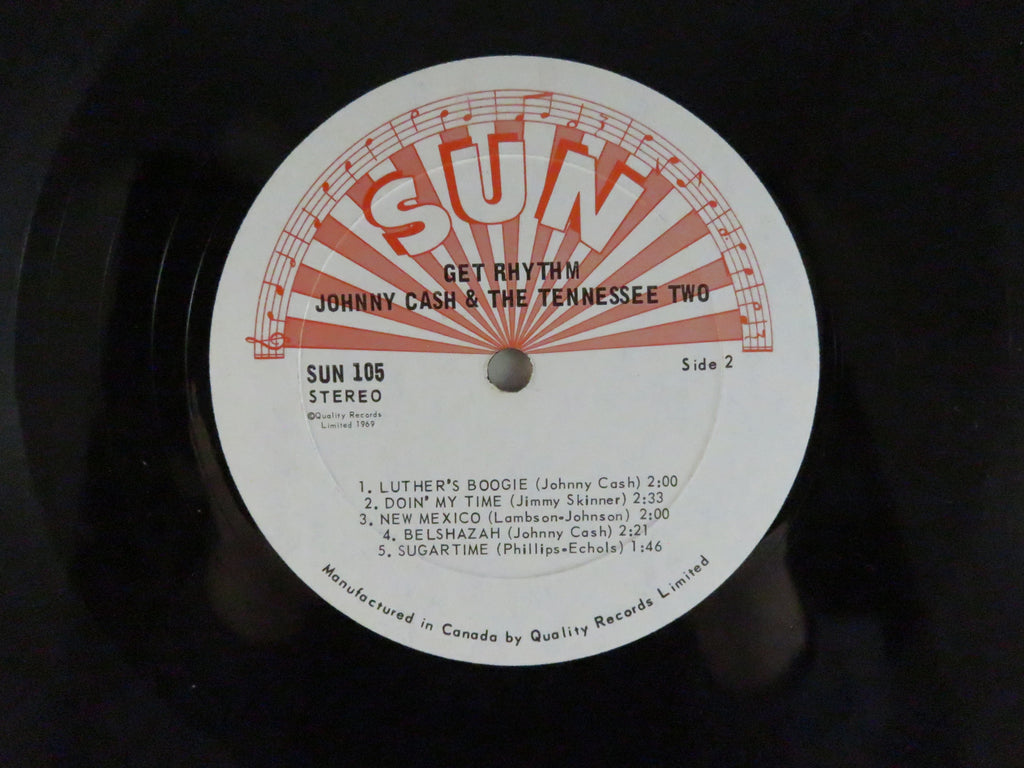 SUN
GET RHYTHM
JOHNNY CASH & THE TENNESSEE TWO
SUN 105
STEREO
©Quality Records
Limited 1969
Side 2
1. LUTHER'S BOOGIE (Johnny Cash) 2:00
2. DOIN' MY TIME (Jimmy Skinner) 2:33
3. NEW MEXICO (Lambson-Johnson) 2:00
4. BELSHAZAH (Johnny Cash) 2:21
5. SUGARTIME (Phillips-Echols) 1:46
Manufactured in Canada by Quality Records Limited